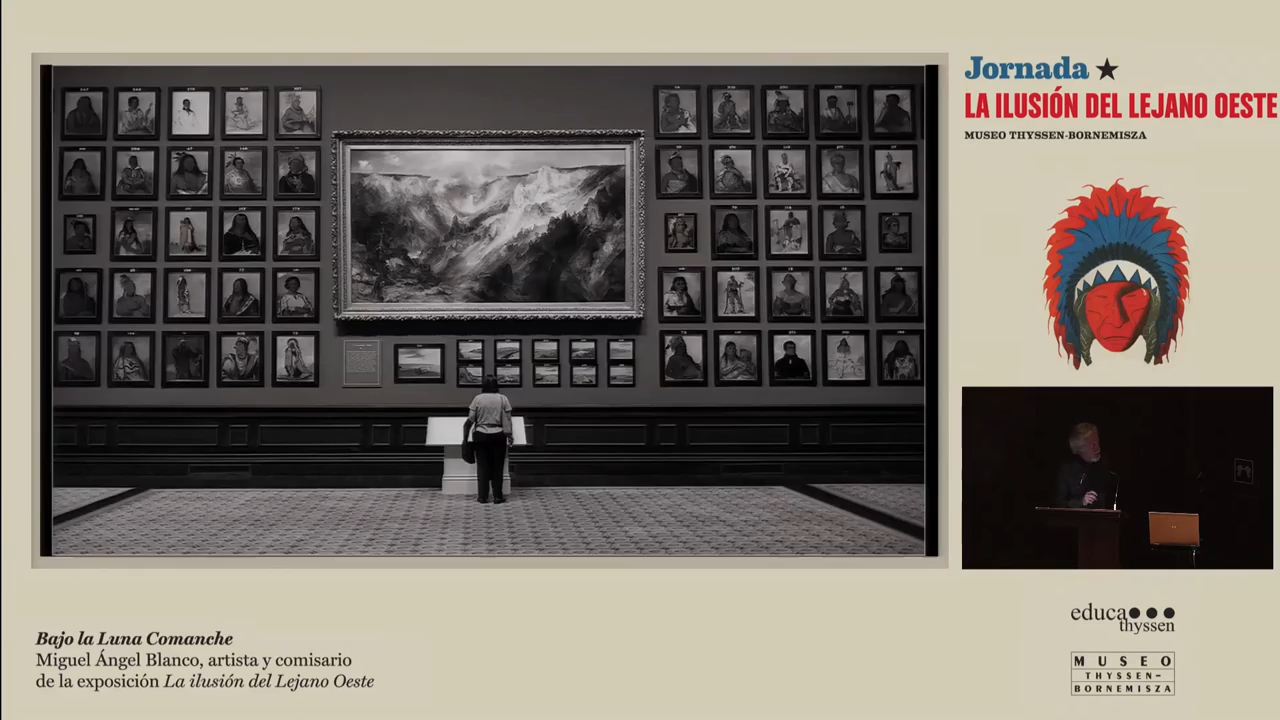 Jornada ★
LA ILUSIÓN DEL LEJANO OESTE
MUSEO THYSSEN-BORNEMISZA
Bajo la Luna Comanche
Miguel Ángel Blanco, artista y comisario
de la exposición La ilusión del Lejano Oeste
educa
thyssen
MUSEO
THYSSEN-
BORNEMISZA